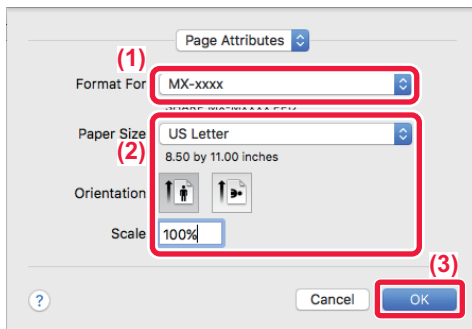 Page Attributes
(1)
Format For MX-xxxx
Paper Size US Letter
(2)
8.50 by 11.00 inches
Orientation
Scale 100%
(3)
? Cancel OK